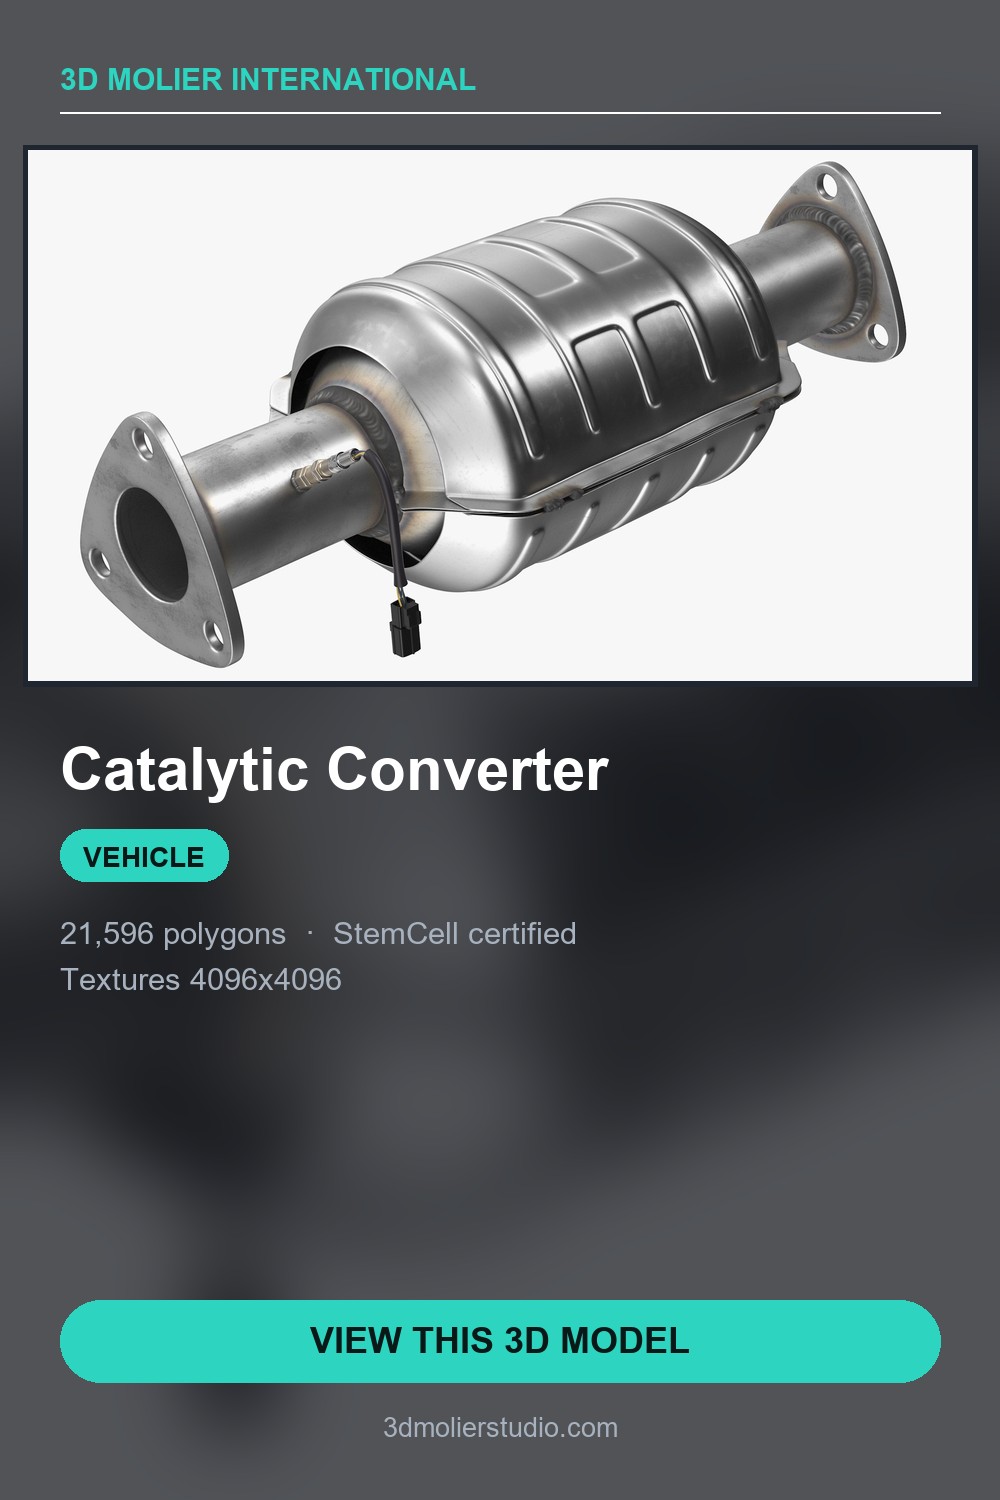 3D MOLIER INTERNATIONAL
Catalytic Converter
VEHICLE
21,596 polygons · StemCell certified
Textures 4096x4096
VIEW THIS 3D MODEL
3dmolierstudio.com